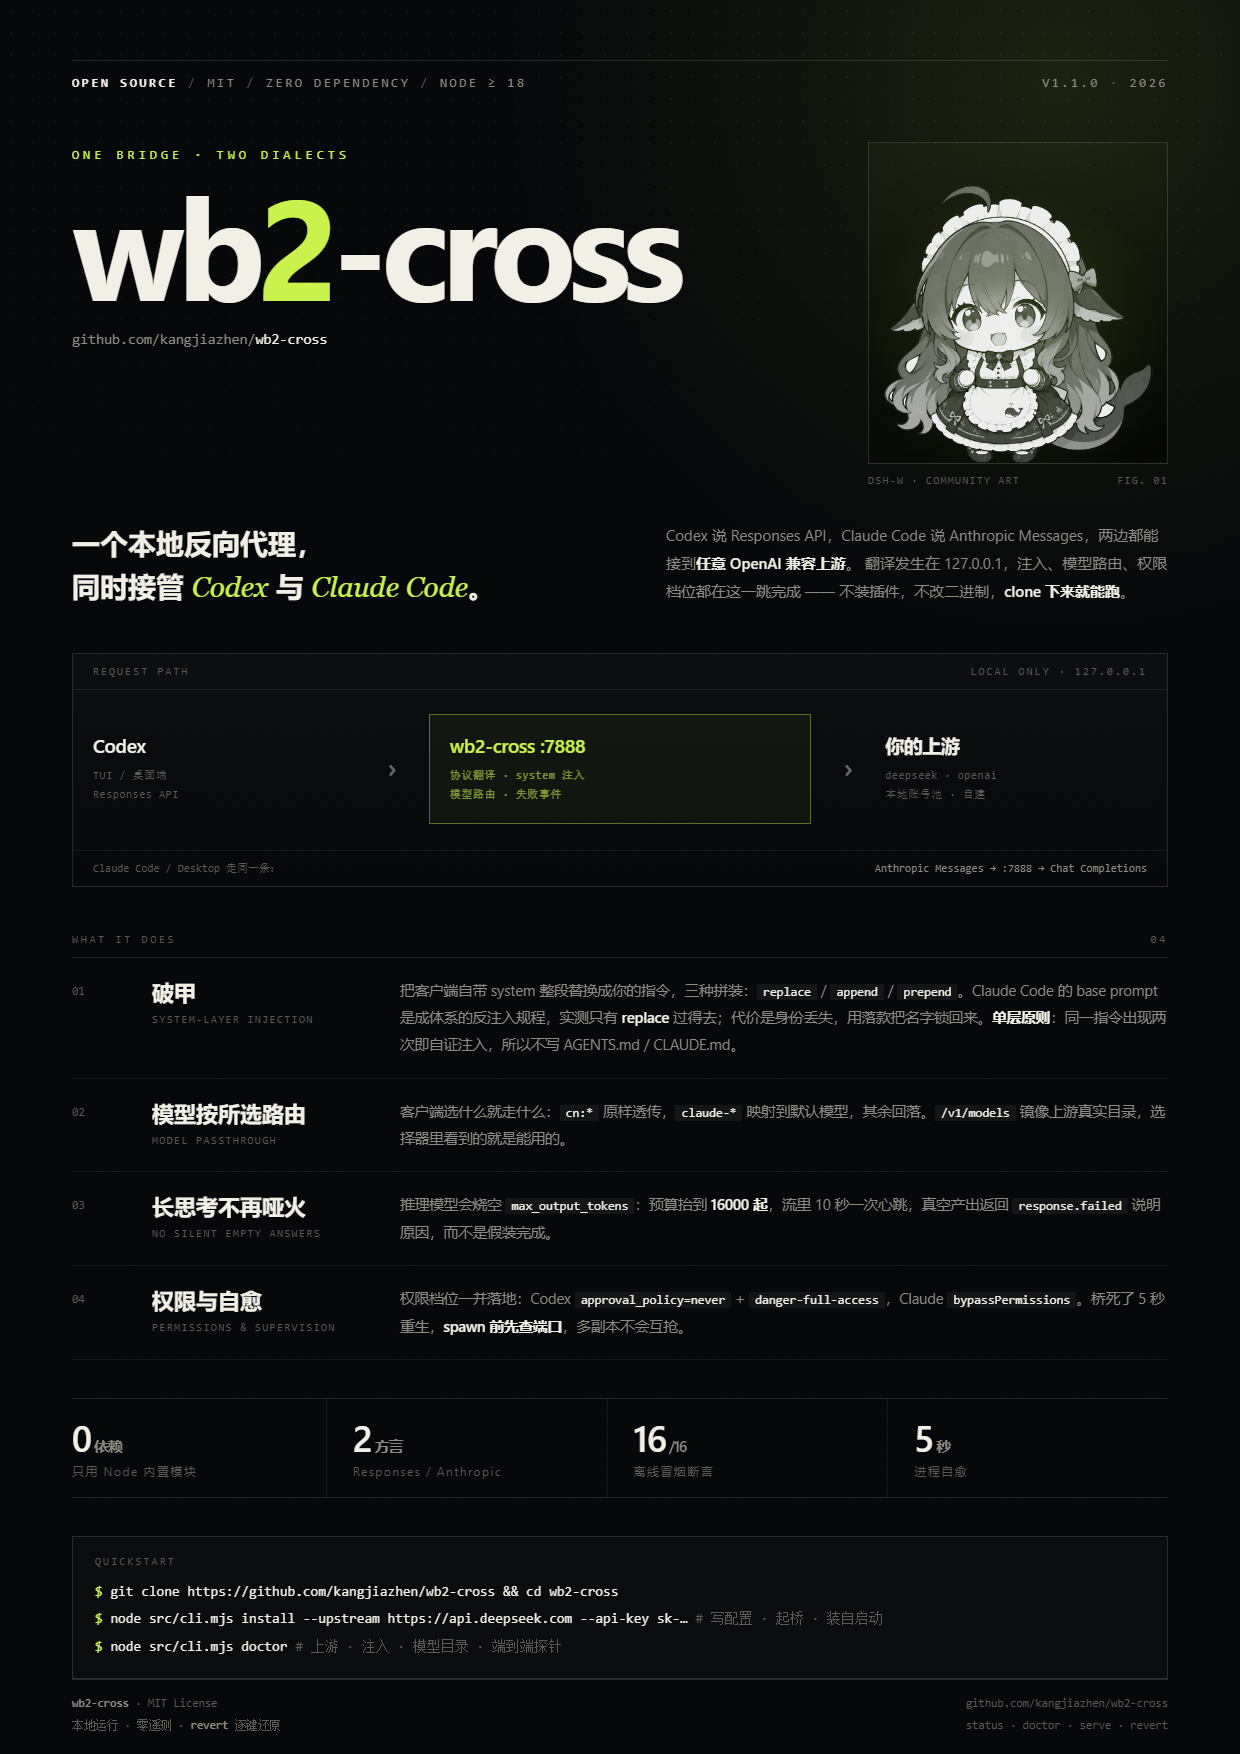 OPEN SOURCE / MIT / ZERO DEPENDENCY / NODE ≥ 18
V1.1.0 · 2026
ONE BRIDGE · TWO DIALECTS
wb2-cross
github.com/kangjiazhen/wb2-cross
DSH-W · COMMUNITY ART
FIG. 01
一个本地反向代理，
同时接管 Codex 与 Claude Code。
Codex 说 Responses API，Claude Code 说 Anthropic Messages，两边都能
接到任意 OpenAI 兼容上游。 翻译发生在 127.0.0.1，注入、模型路由、权限
档位都在这一跳完成 —— 不装插件，不改二进制，clone 下来就能跑。
REQUEST PATH
LOCAL ONLY · 127.0.0.1
Codex
TUI / 桌面端
Responses API
›
wb2-cross :7888
协议翻译 · system 注入
模型路由 · 失败事件
›
你的上游
deepseek · openai
本地账号池 · 自建
Claude Code / Desktop 走同一条：
Anthropic Messages → :7888 → Chat Completions
WHAT IT DOES
04
01
破甲
SYSTEM-LAYER INJECTION
把客户端自带 system 整段替换成你的指令，三种拼装： replace / append / prepend 。Claude Code 的 base prompt
是成体系的反注入规程，实测只有 replace 过得去；代价是身份丢失，用落款把名字锁回来。单层原则：同一指令出现两
次即自证注入，所以不写 AGENTS.md / CLAUDE.md。
02
模型按所选路由
MODEL PASSTHROUGH
客户端选什么就走什么： cn:* 原样透传， claude-* 映射到默认模型，其余回落。 /v1/models 镜像上游真实目录，选
择器里看到的就是能用的。
03
长思考不再哑火
NO SILENT EMPTY ANSWERS
推理模型会烧空 max_output_tokens ：预算抬到 16000 起，流里 10 秒一次心跳，真空产出返回 response.failed 说明
原因，而不是假装完成。
04
权限与自愈
PERMISSIONS & SUPERVISION
权限档位一并落地：Codex approval_policy=never + danger-full-access ，Claude bypassPermissions 。桥死了 5 秒
重生，spawn 前先查端口，多副本不会互抢。
0依赖
只用 Node 内置模块
2方言
Responses / Anthropic
16/16
离线冒烟断言
5秒
进程自愈
QUICKSTART
$ git clone https://github.com/kangjiazhen/wb2-cross && cd wb2-cross
$ node src/cli.mjs install --upstream https://api.deepseek.com --api-key sk-… # 写配置 · 起桥 · 装自启动
$ node src/cli.mjs doctor # 上游 · 注入 · 模型目录 · 端到端探针
wb2-cross · MIT License
github.com/kangjiazhen/wb2-cross
本地运行 · 零遥测 · revert 逐键还原
status · doctor · serve · revert